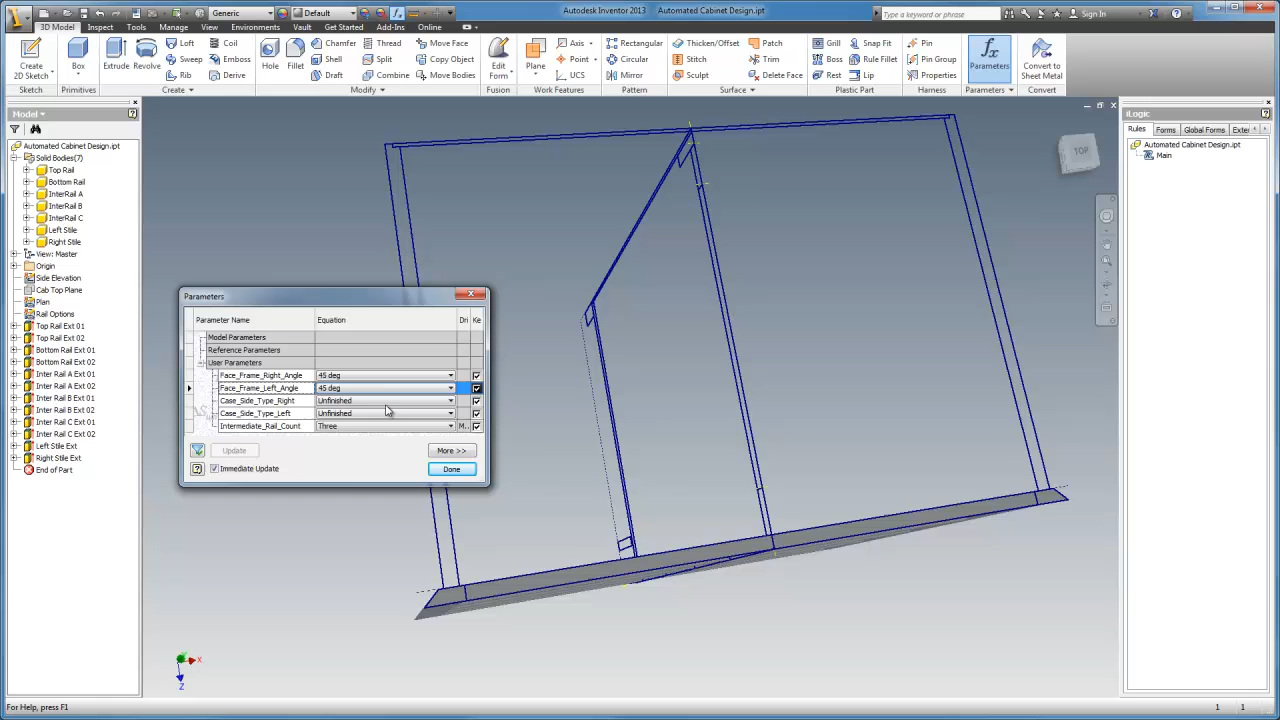 Generic
Default
Autodesk Inventor 2013 Automated Cabinet Design.ipt
Type a keyword or phrase
Sign In
3D Model Inspect Tools Manage View Environments Vault Get Started Add-Ins Online
Create
2D Sketch
Box
Extrude
Revolve
Loft
Sweep
Rib
Coil
Emboss
Derive
Hole
Fillet
Chamfer
Shell
Draft
Thread
Split
Combine
Move Face
Copy Object
Move Bodies
Edit
Form
Plane
Axis
Point
UCS
Rectangular
Circular
Mirror
Thicken/Offset
Stitch
Sculpt
Patch
Trim
Delete Face
Grill
Boss
Rest
Snap Fit
Rule Fillet
Lip
Pin
Pin Group
Properties
fx
Parameters
Convert to
Sheet Metal
Sketch Primitives Create Modify Fusion Work Features Pattern Surface Plastic Part Harness Parameters Convert
Model
Automated Cabinet Design.ipt
Solid Bodies(7)
Top Rail
Bottom Rail
InterRail A
InterRail B
InterRail C
Left Stile
Right Stile
View: Master
Origin
Side Elevation
Cab Top Plane
Plan
Rail Options
Top Rail Ext 01
Top Rail Ext 02
Bottom Rail Ext 01
Bottom Rail Ext 02
Inter Rail A Ext 01
Inter Rail A Ext 02
Inter Rail B Ext 01
Inter Rail B Ext 02
Inter Rail C Ext 01
Inter Rail C Ext 02
Left Stile Ext
Right Stile Ext
End of Part
Parameters
Parameter Name Equation Dri Ke
Model Parameters
Reference Parameters
User Parameters
Face_Frame_Right_Angle 45 deg
Face_Frame_Left_Angle 45 deg
Case_Side_Type_Right Unfinished
Case_Side_Type_Left Unfinished
Intermediate_Rail_Count Three M..
Update
More >>
Immediate Update
Done
TOP
X
Z
iLogic
Rules Forms Global Forms Exter
Automated Cabinet Design.ipt
Main
For Help, press F1
1 1